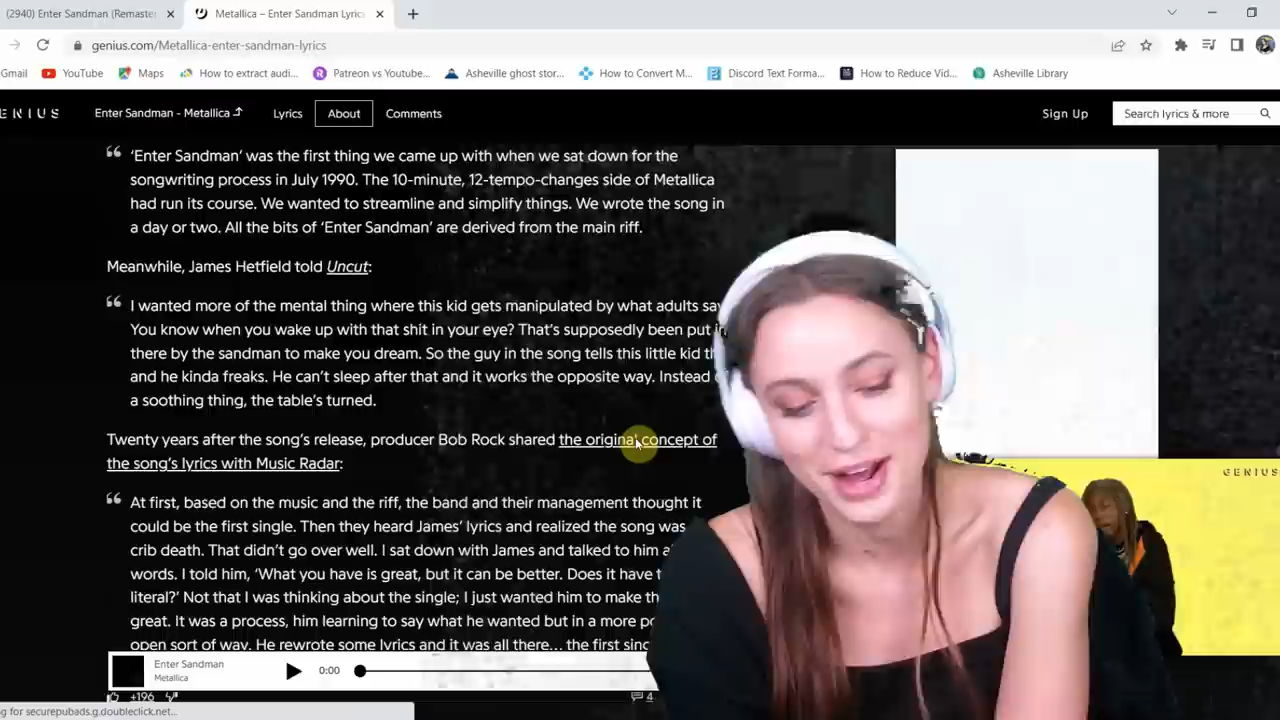 (2940) Enter Sandman (Remaste
Metallica – Enter Sandman Lyrics
genius.com/Metallica-enter-sandman-lyrics
Gmail YouTube Maps How to extract audi... Patreon vs Youtube... Asheville ghost stor... How to Convert M... Discord Text Forma... How to Reduce Vid... Asheville Library
ENIUS Enter Sandman - Metallica Lyrics About Comments Sign Up Search lyrics & more
“ ‘Enter Sandman’ was the first thing we came up with when we sat down for the
songwriting process in July 1990. The 10-minute, 12-tempo-changes side of Metallica
had run its course. We wanted to streamline and simplify things. We wrote the song in
a day or two. All the bits of ‘Enter Sandman’ are derived from the main riff.
Meanwhile, James Hetfield told Uncut:
“ I wanted more of the mental thing where this kid gets manipulated by what adults say
You know when you wake up with that shit in your eye? That’s supposedly been put in
there by the sandman to make you dream. So the guy in the song tells this little kid th
and he kinda freaks. He can’t sleep after that and it works the opposite way. Instead
a soothing thing, the table’s turned.
Twenty years after the song’s release, producer Bob Rock shared the original concept of
the song’s lyrics with Music Radar:
“ At first, based on the music and the riff, the band and their management thought it
could be the first single. Then they heard James’ lyrics and realized the song was
crib death. That didn’t go over well. I sat down with James and talked to him a
words. I told him, ‘What you have is great, but it can be better. Does it have t
literal?’ Not that I was thinking about the single; I just wanted him to make th
great. It was a process, him learning to say what he wanted but in a more po
open sort of way. He rewrote some lyrics and it was all there… the first sing
GENIUS
Enter Sandman
Metallica
0:00
+196 4
g for securepubads.g.doubleclick.net...